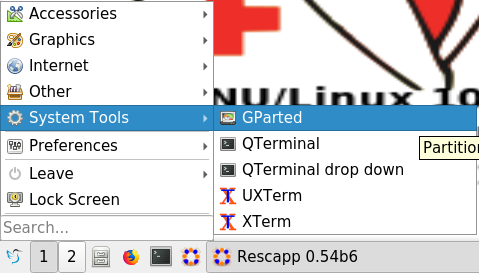 Accessories
Graphics
Internet
Other
System Tools
Preferences
Leave
Lock Screen
Search...
NU/Linux 10
GParted
QTerminal
QTerminal drop down
UXTerm
XTerm
Partitio
1
2
Rescapp 0.54b6